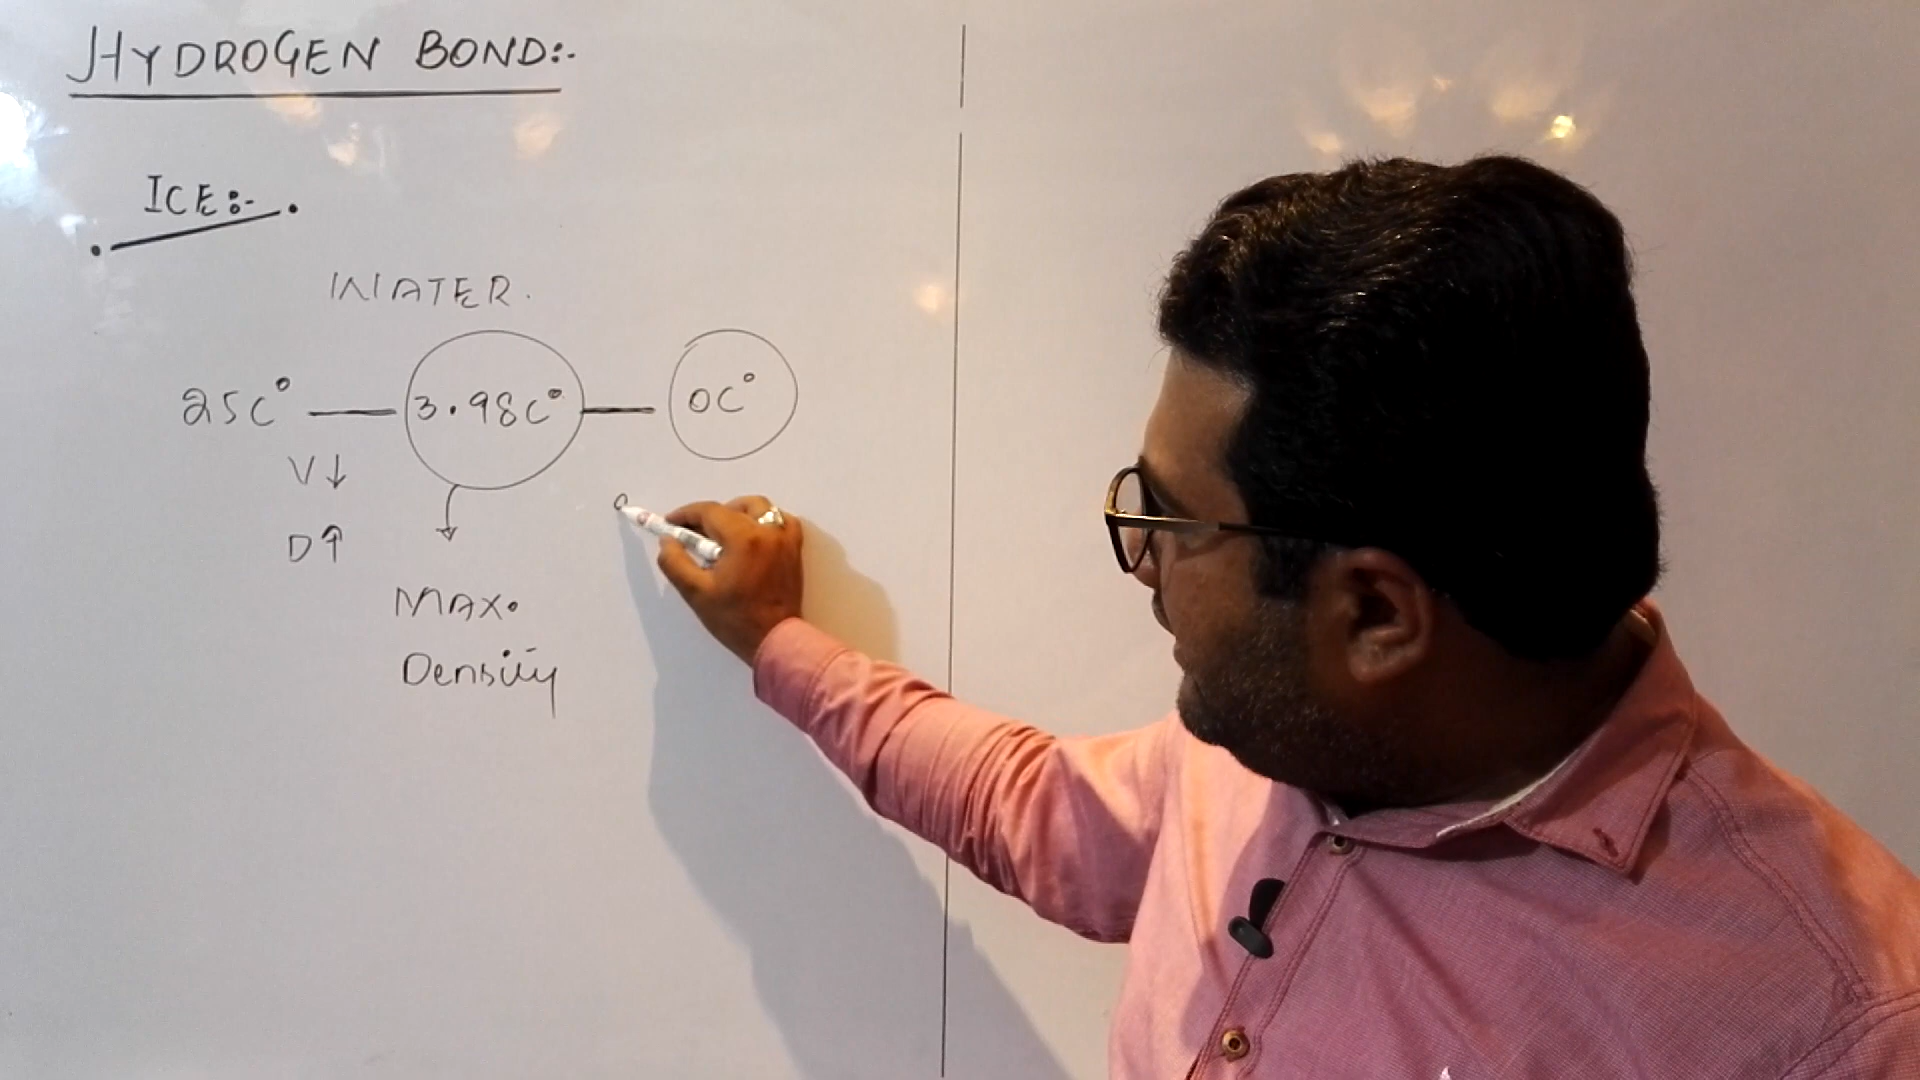 HYDROGEN BOND:-
ICE:-
WATER.
25C° — 3.98C° — 0C°
V↓
D↑
MAX.
Density